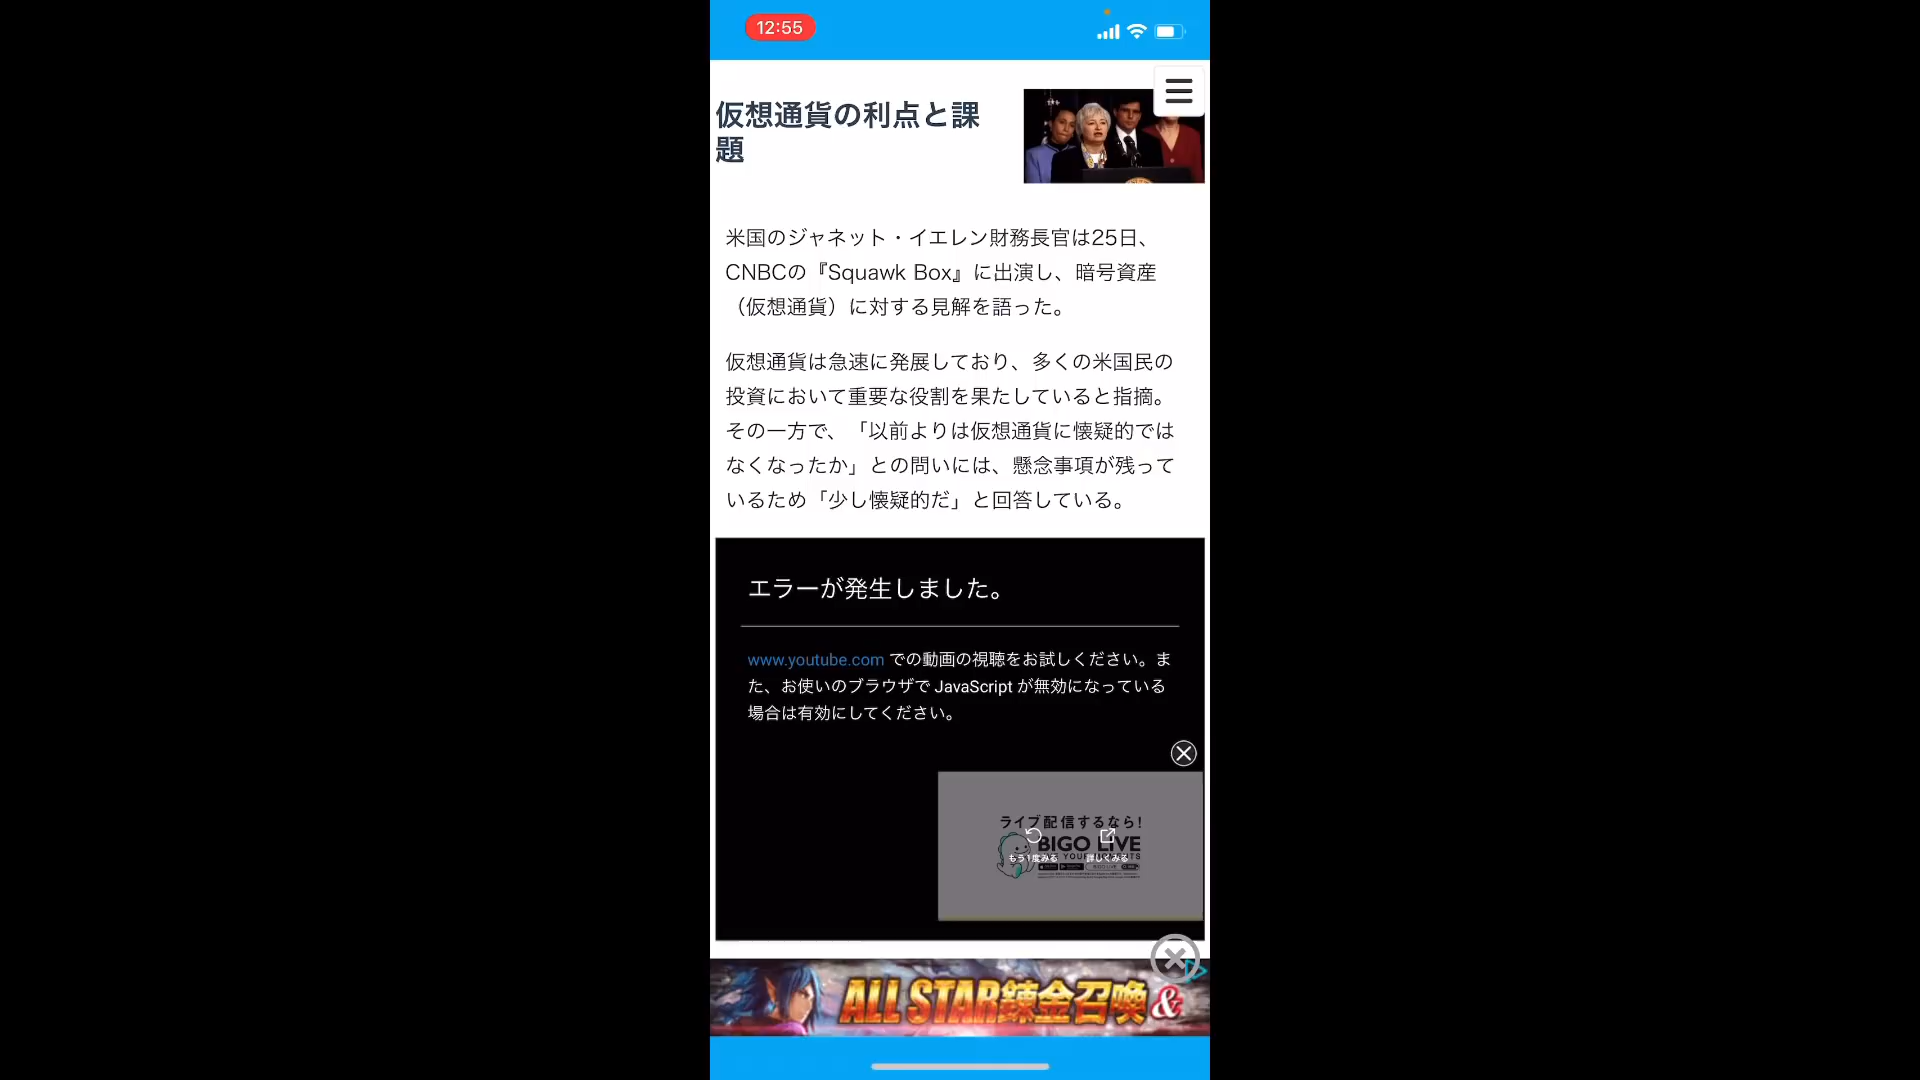 12:55
仮想通貨の利点と課
題
米国のジャネット・イエレン財務長官は25日、
CNBCの『Squawk Box』に出演し、暗号資産
（仮想通貨）に対する見解を語った。
仮想通貨は急速に発展しており、多くの米国民の
投資において重要な役割を果たしていると指摘。
その一方で、「以前よりは仮想通貨に懐疑的では
なくなったか」との問いには、懸念事項が残って
いるため「少し懐疑的だ」と回答している。
エラーが発生しました。
www.youtube.com での動画の視聴をお試しください。ま
た、お使いのブラウザで JavaScript が無効になっている
場合は有効にしてください。
ライブ配信するなら!
BIGO LIVE
もう1度みる 詳しくみる
ALL STAR錬金召喚&